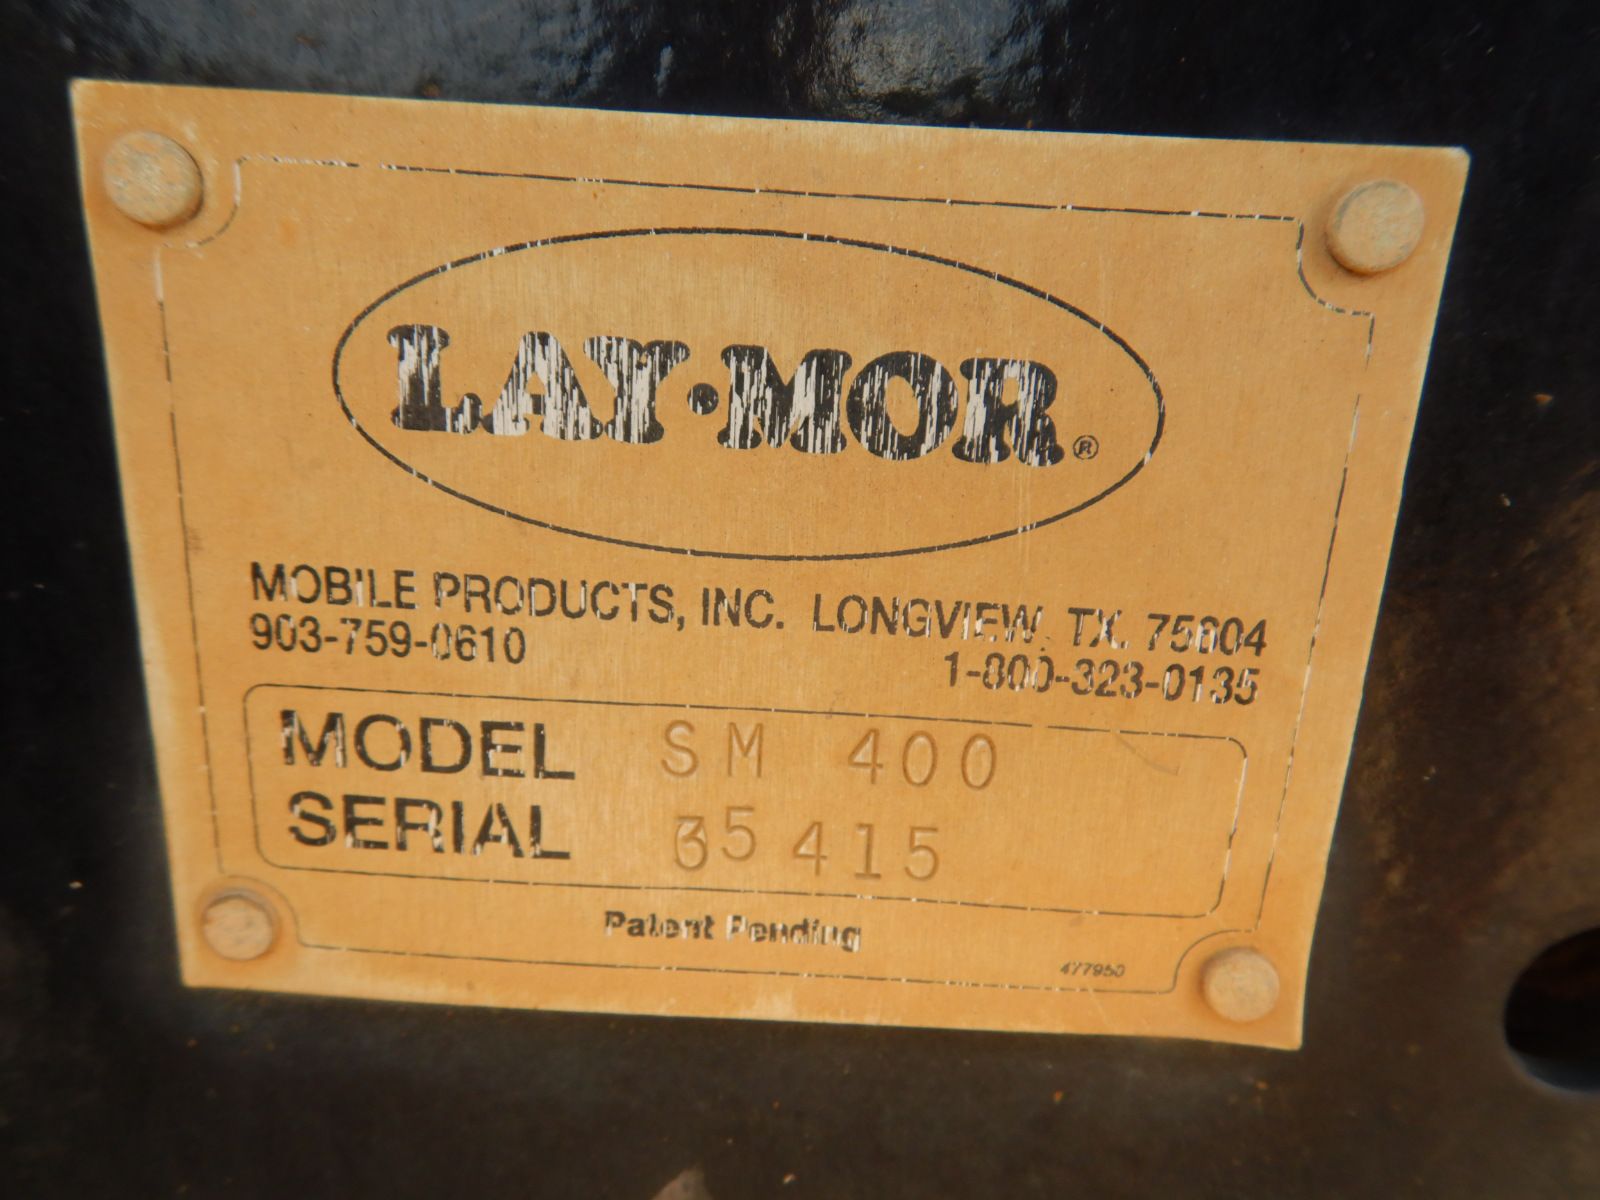 LAY·MOR®
MOBILE PRODUCTS, INC. LONGVIEW, TX. 75604
903-759-0610
1-800-323-0135
MODEL SM 400
SERIAL 35415
Patent Pending
477950